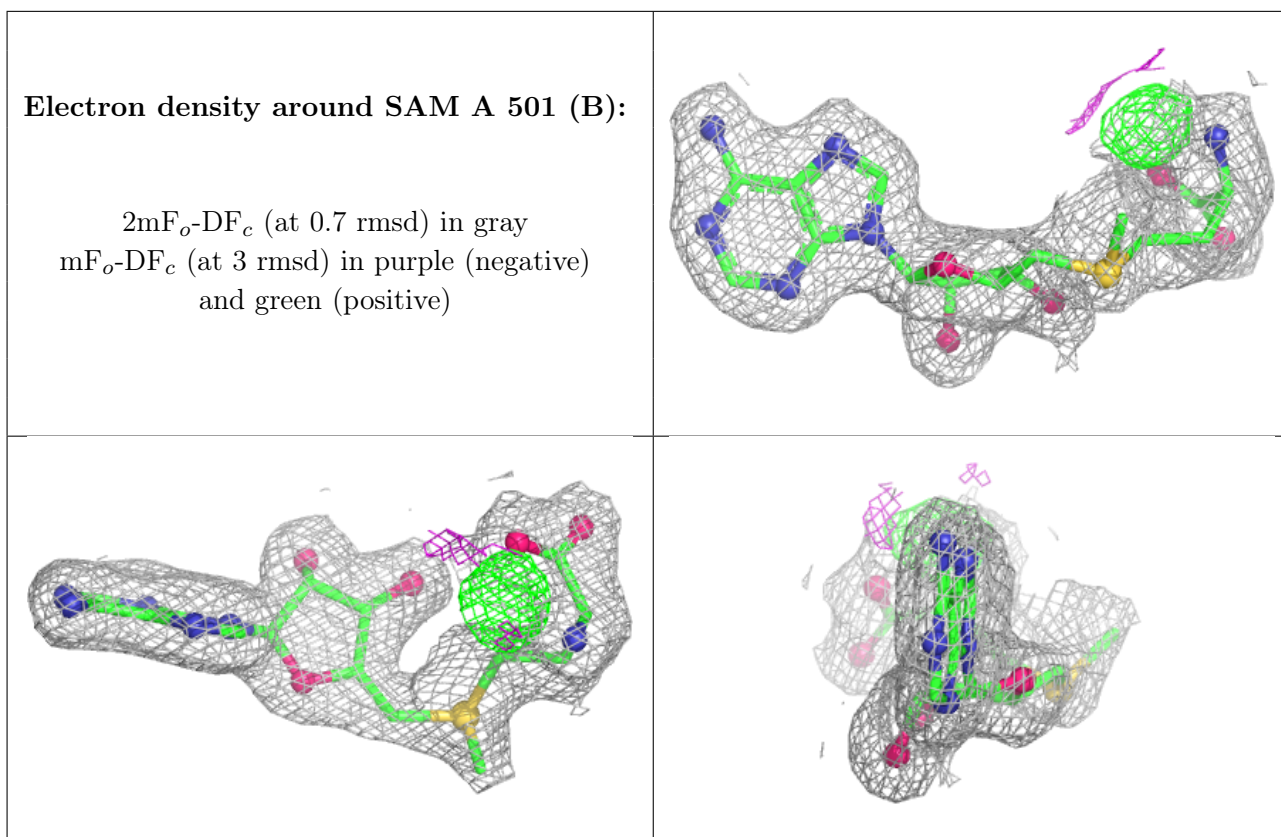 Electron density around SAM A 501 (B):
2mFo-DFc (at 0.7 rmsd) in gray
mFo-DFc (at 3 rmsd) in purple (negative)
and green (positive)